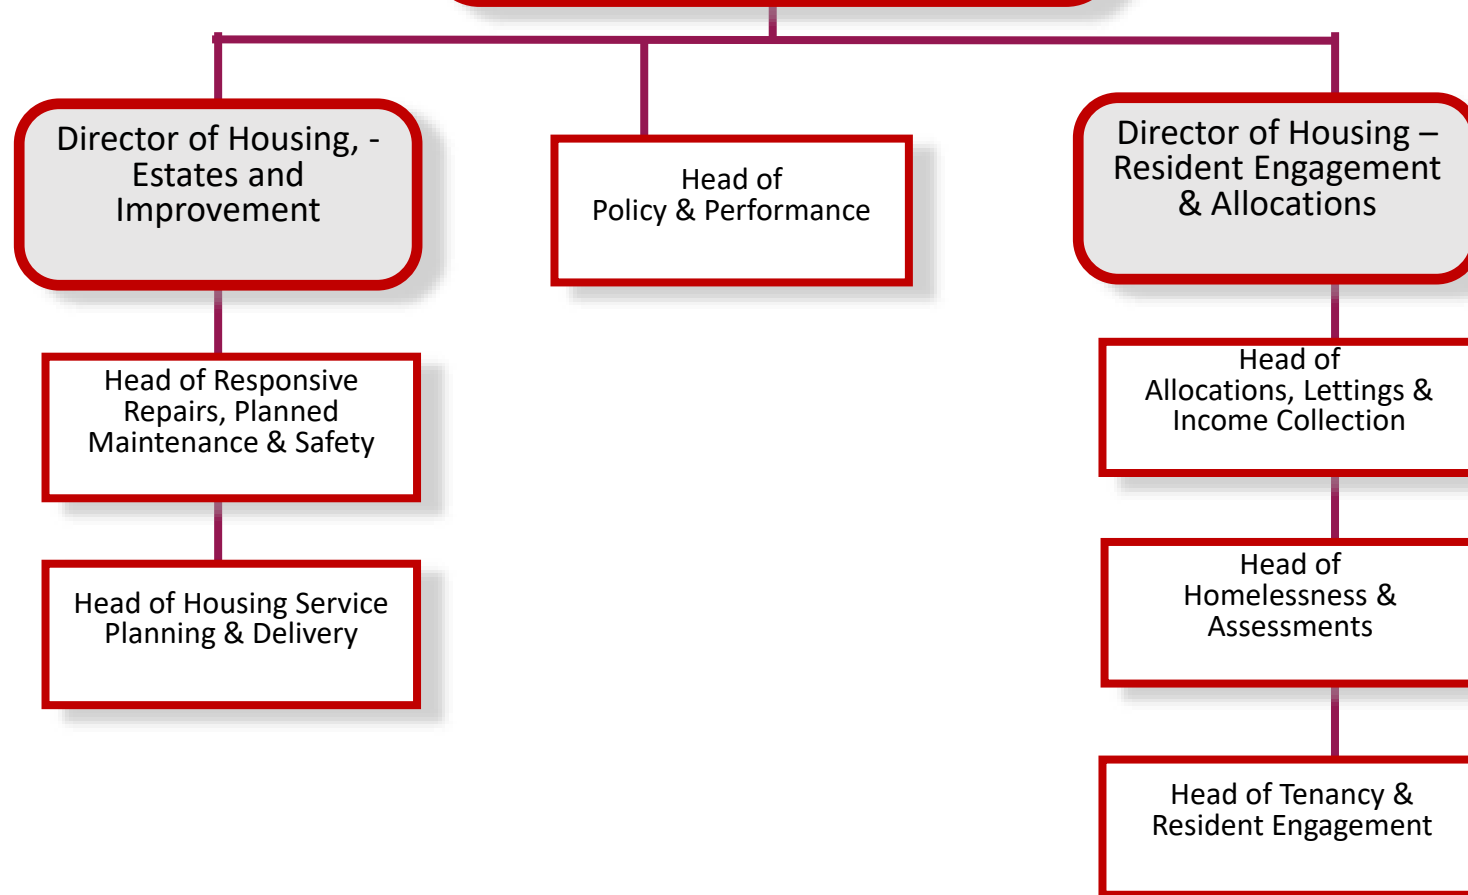 Director of Housing, -
Estates and
Improvement
Head of
Policy & Performance
Director of Housing –
Resident Engagement
& Allocations
Head of Responsive
Repairs, Planned
Maintenance & Safety
Head of
Allocations, Lettings &
Income Collection
Head of Housing Service
Planning & Delivery
Head of
Homelessness &
Assessments
Head of Tenancy &
Resident Engagement